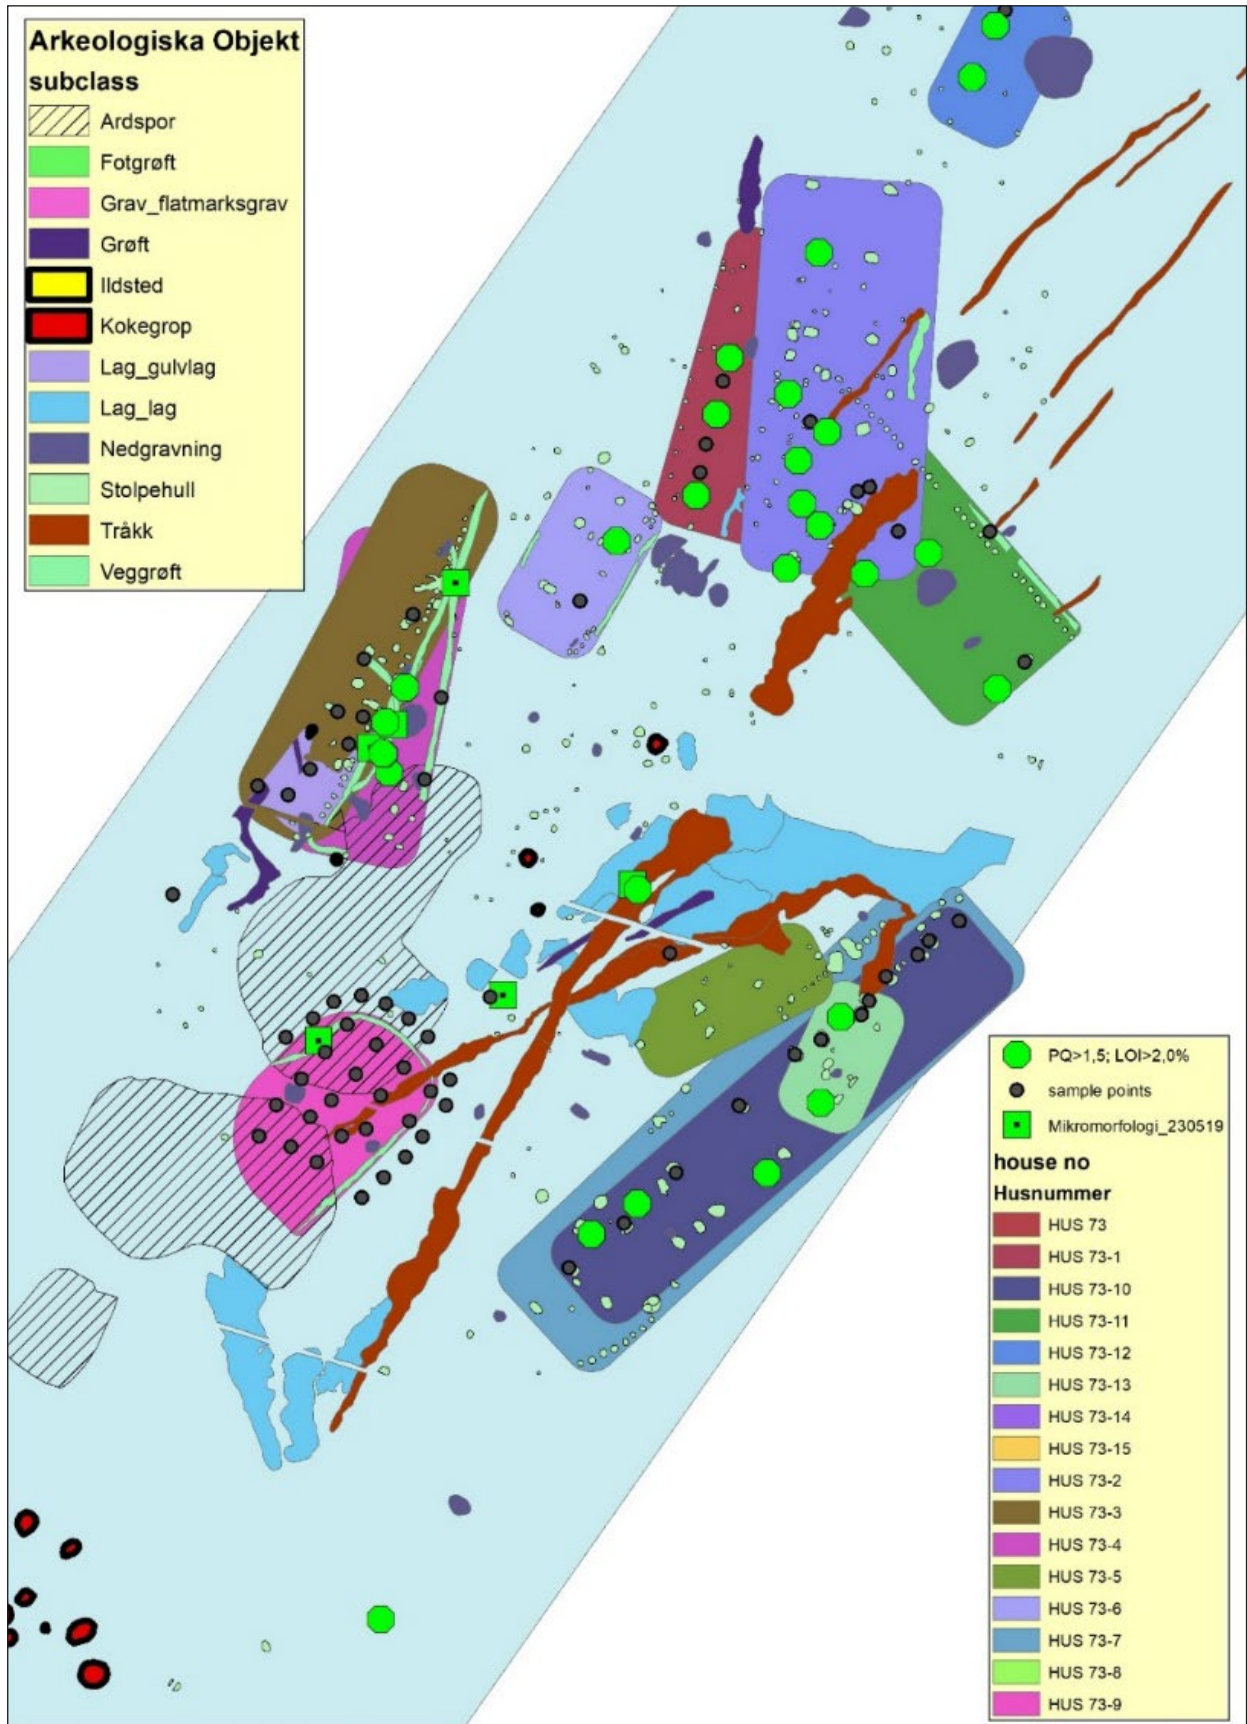 Arkeologiska Objekt
subclass
Ardspor
Fotgrøft
Grav_flatmarksgrav
Grøft
Ildsted
Kokegrop
Lag_gulvlag
Lag_lag
Nedgravning
Stolpehull
Tråkk
Veggrøft
PQ>1,5; LOI>2,0%
sample points
Mikromorfologi_230519
house no
Husnummer
HUS 73
HUS 73-1
HUS 73-10
HUS 73-11
HUS 73-12
HUS 73-13
HUS 73-14
HUS 73-15
HUS 73-2
HUS 73-3
HUS 73-4
HUS 73-5
HUS 73-6
HUS 73-7
HUS 73-8
HUS 73-9